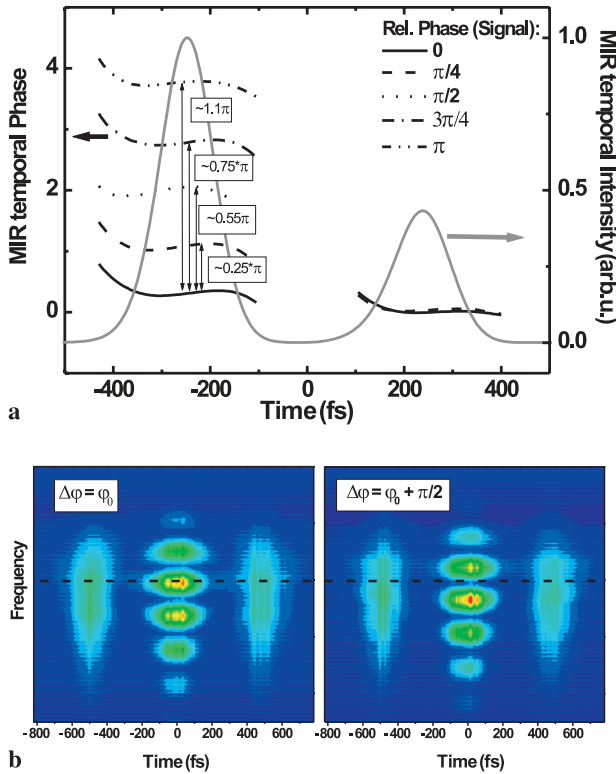 4
2
0
MIR temporal Phase
-400
-200
0
200
400
Time (fs)
1.0
0.5
0.0
MIR temporal Intensity (arb.u.)
Rel. Phase (Signal):
0
π/4
π/2
3π/4
π
~1.1π
~0.75*π
~0.55π
~0.25*π
a
Δφ = φ0
Δφ = φ0 + π/2
Frequency
-800 -600 -400 -200 0 200 400 600
-800 -600 -400 -200 0 200 400 600
Time (fs)
Time (fs)
b